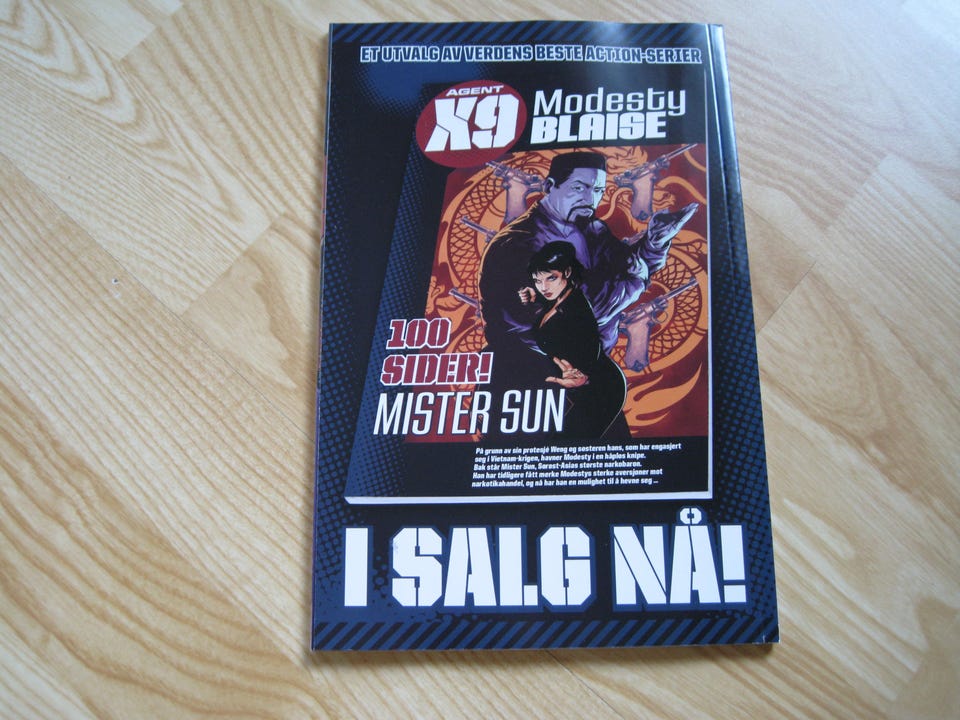 ET UTVALG AV VERDENS BESTE ACTION-SERIER
AGENT
X9
Modesty
BLAISE
100
SIDER!
MISTER SUN
På grunn av sin protesjé Weng og søsteren hans, som har engasjert
seg i Vietnam-krigen, havner Modesty i en håpløs knipe.
Bak står Mister Sun, Sørøst-Asias største narkobaron.
Han har tidligere fått merke Modestys sterke aversjoner mot
narkotikahandel, og nå har han en mulighet til å hevne seg ...
I SALG NÅ!